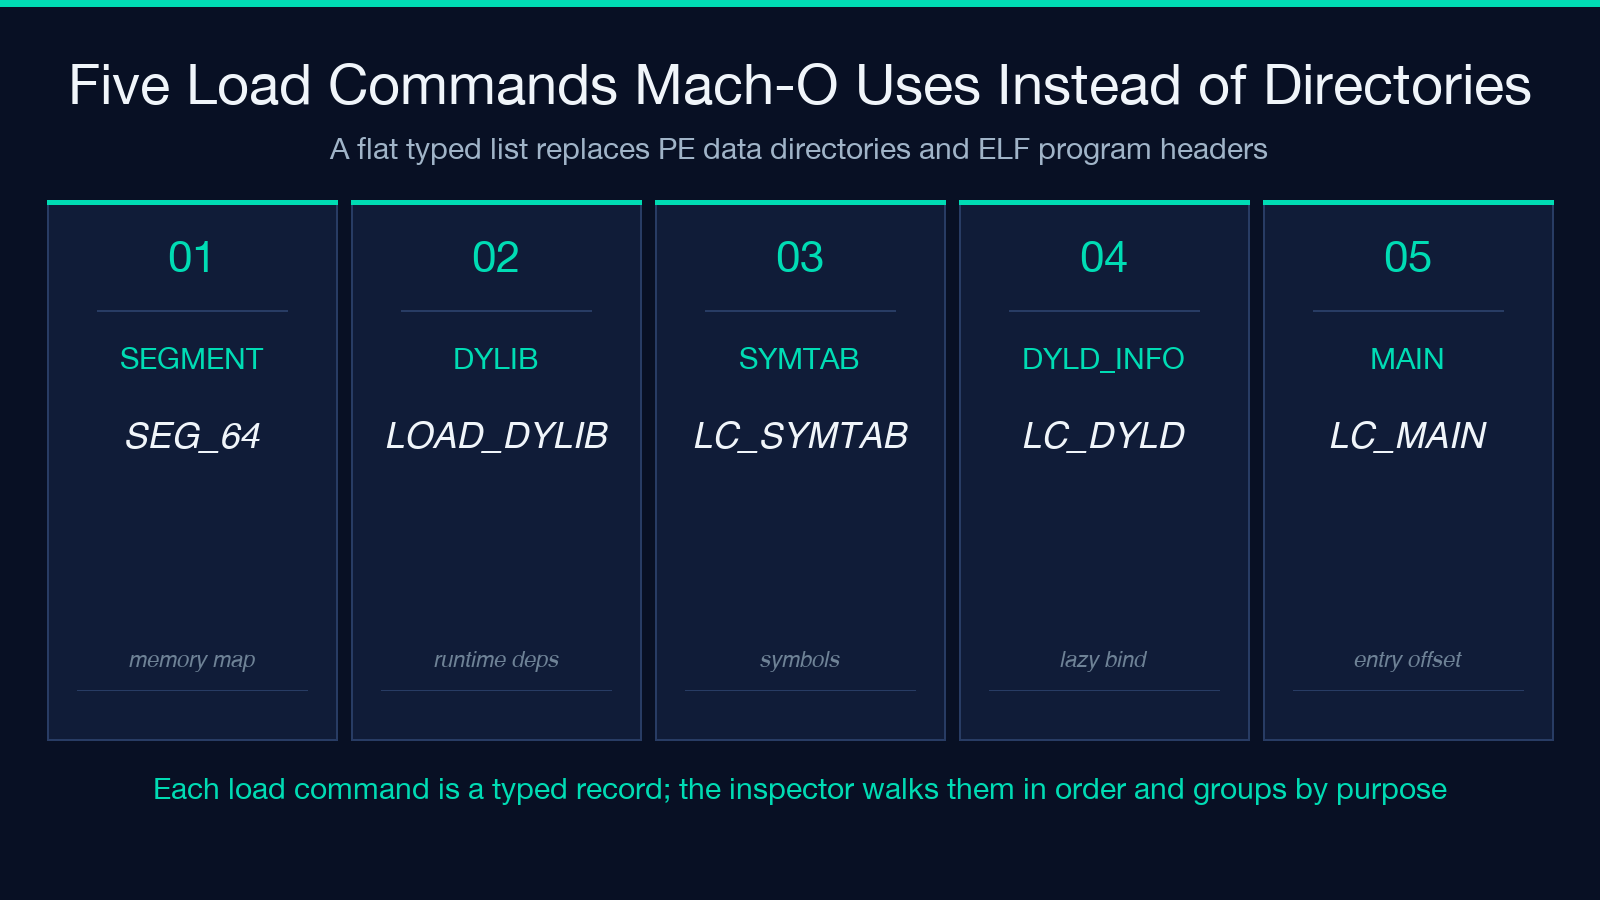 Five Load Commands Mach-O Uses Instead of Directories
A flat typed list replaces PE data directories and ELF program headers
01
SEGMENT
SEG_64
memory map
02
DYLIB
LOAD_DYLIB
runtime deps
03
SYMTAB
LC_SYMTAB
symbols
04
DYLD_INFO
LC_DYLD
lazy bind
05
MAIN
LC_MAIN
entry offset
Each load command is a typed record; the inspector walks them in order and groups by purpose